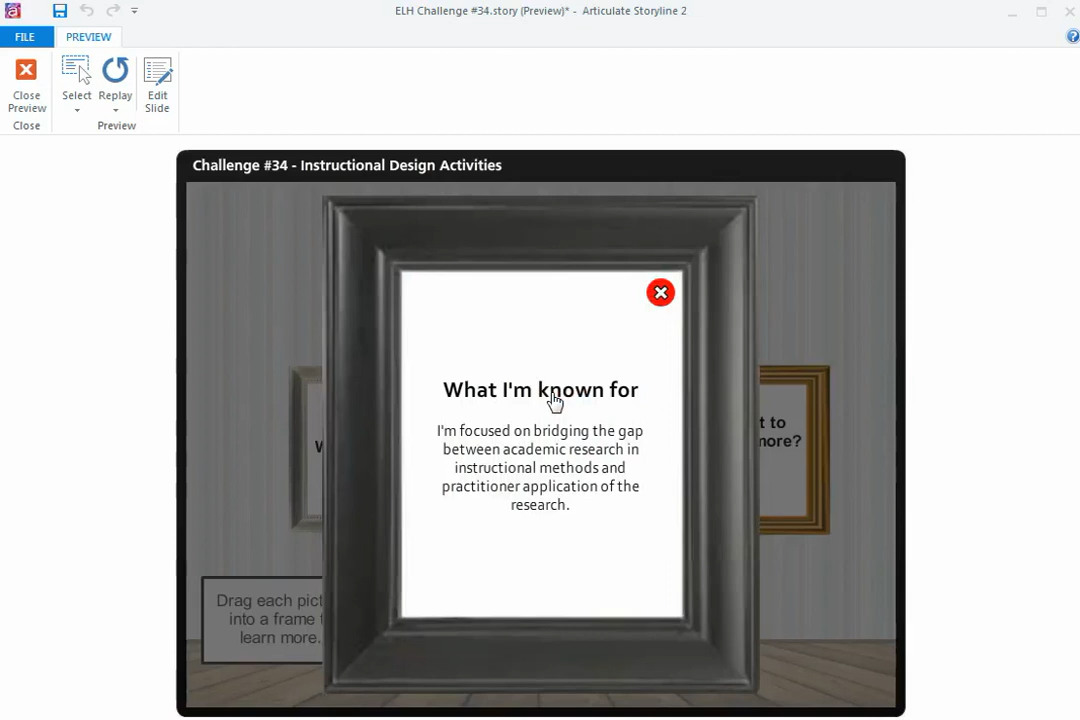 ELH Challenge #34.story (Preview)* - Articulate Storyline 2
FILE
PREVIEW
Close
Preview
Select
Replay
Edit
Slide
Close
Preview
Challenge #34 - Instructional Design Activities
What I'm known for
I'm focused on bridging the gap
between academic research in
instructional methods and
practitioner application of the
research.
W
t to
more?
Drag each pict
into a frame t
learn more.